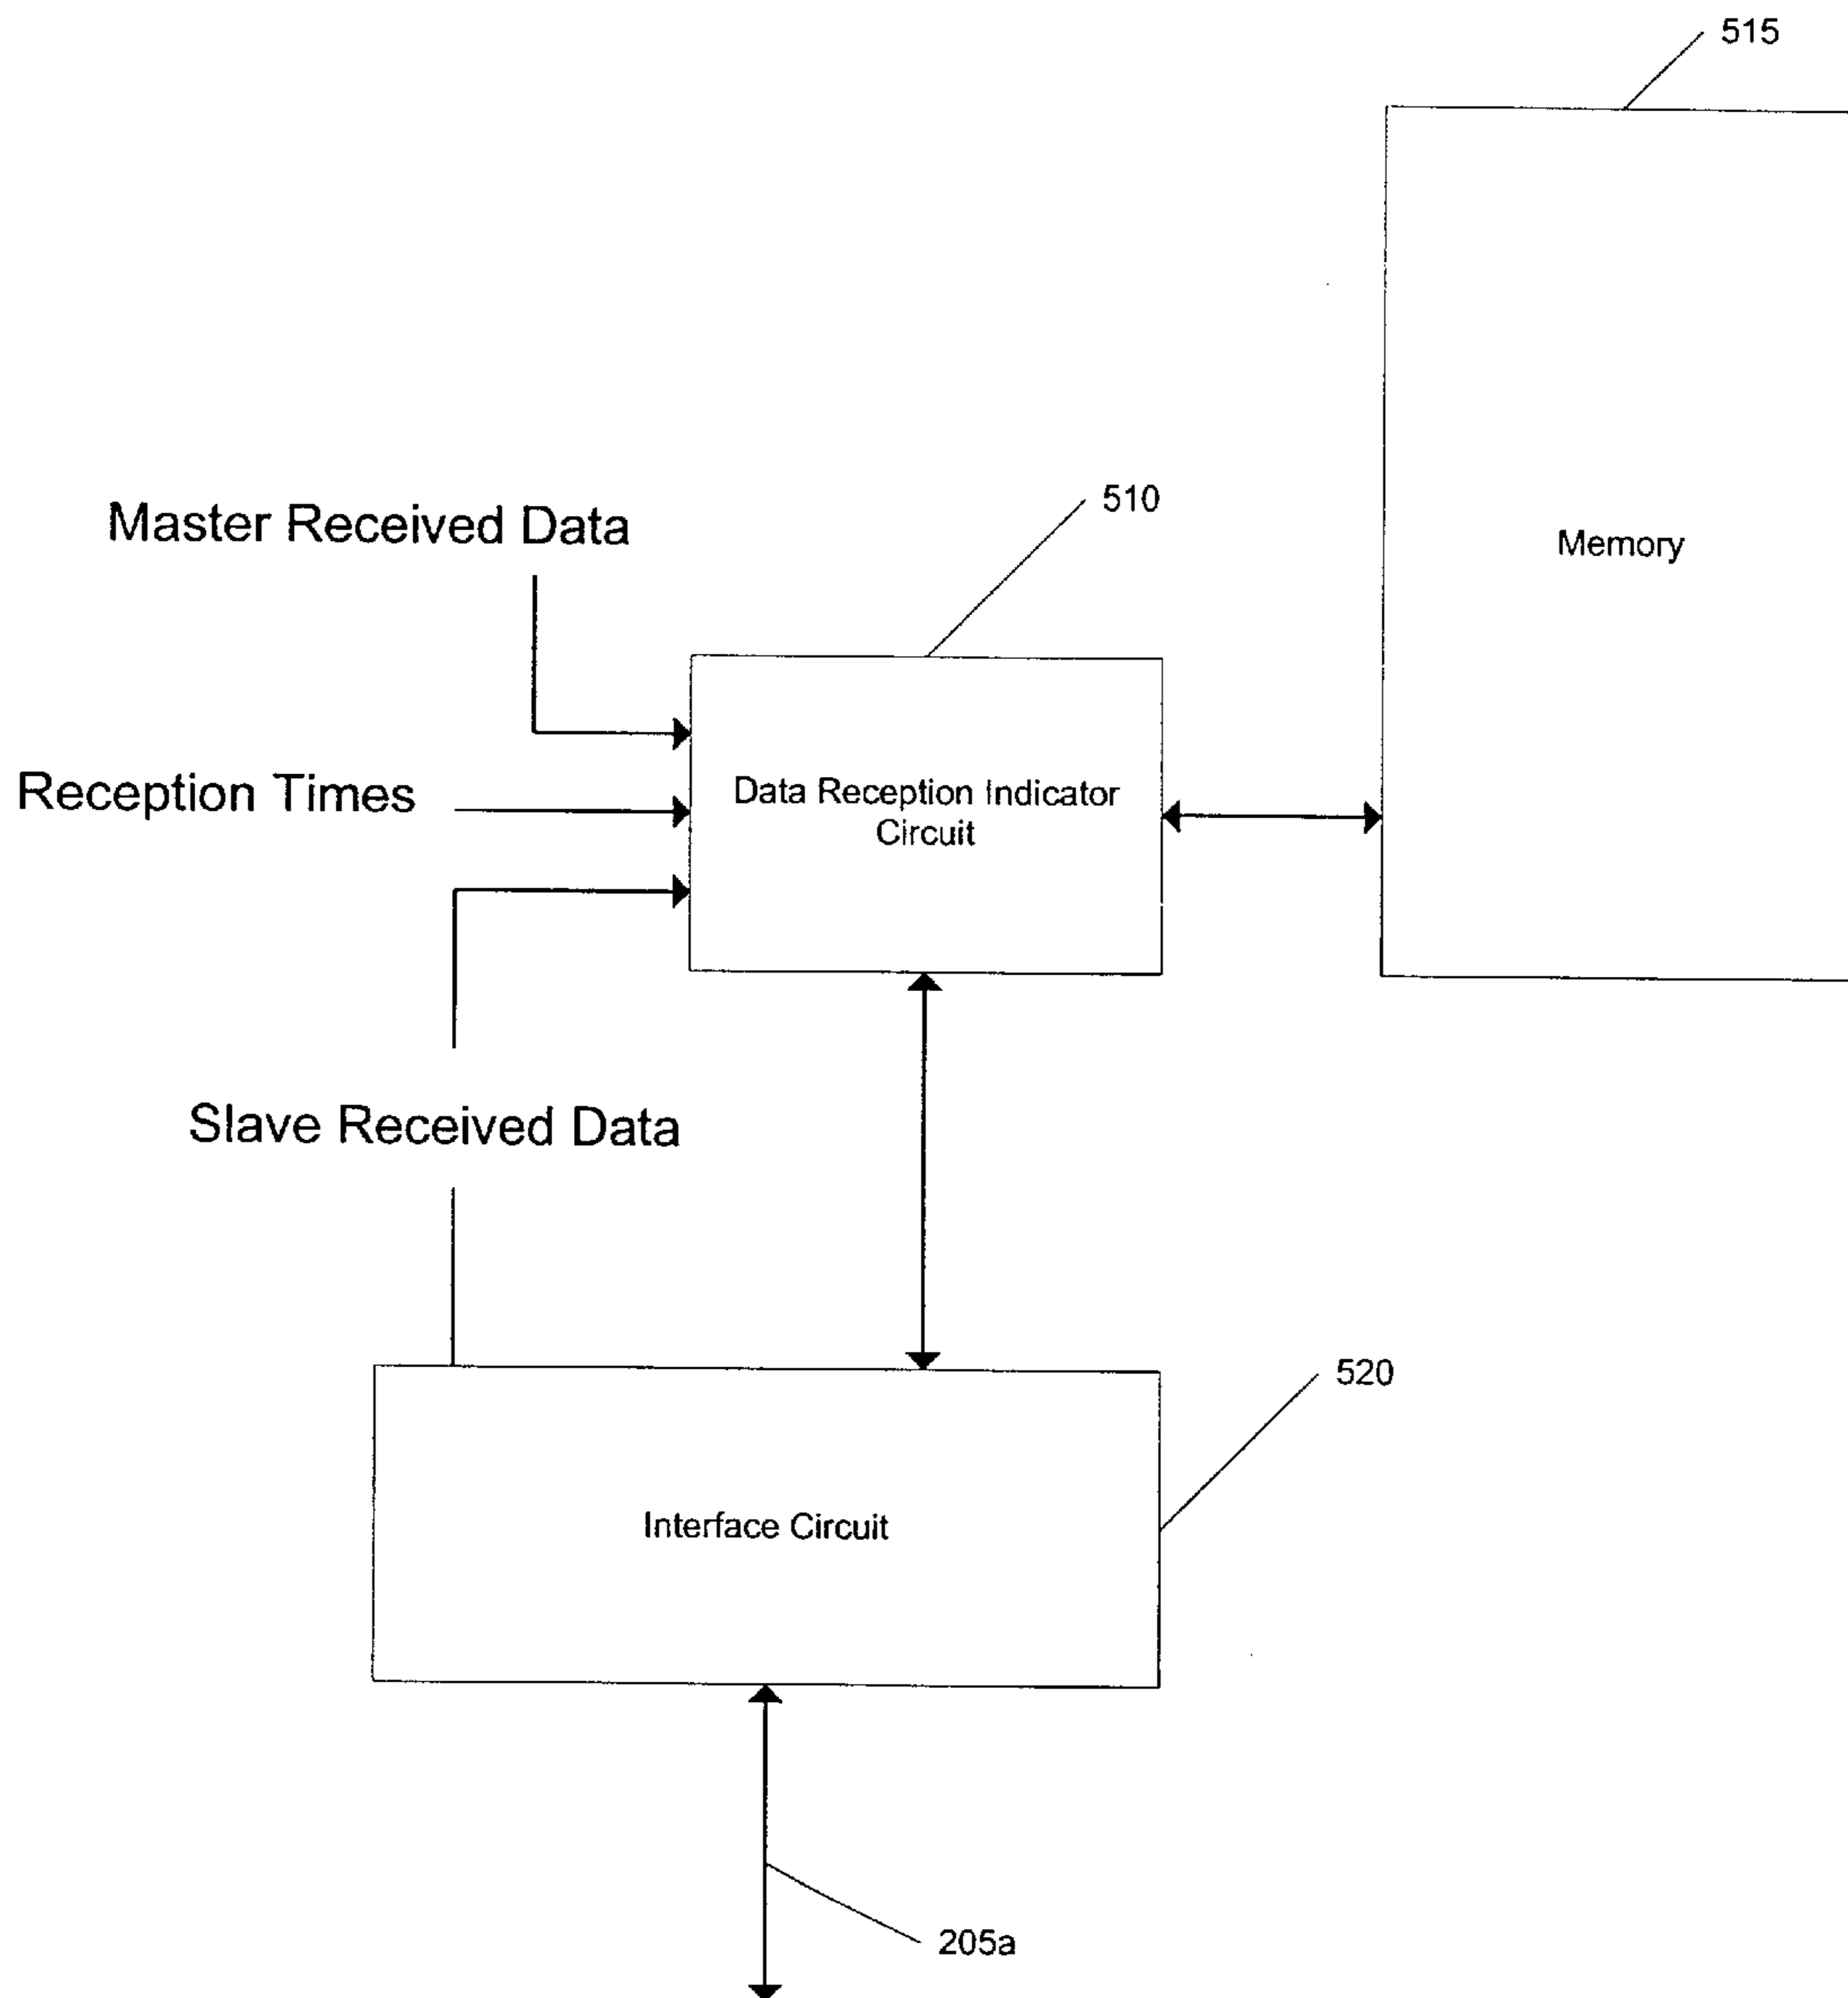 515
510
Master Received Data
Memory
Reception Times
Data Reception Indicator
Circuit
Slave Received Data
520
Interface Circuit
205a